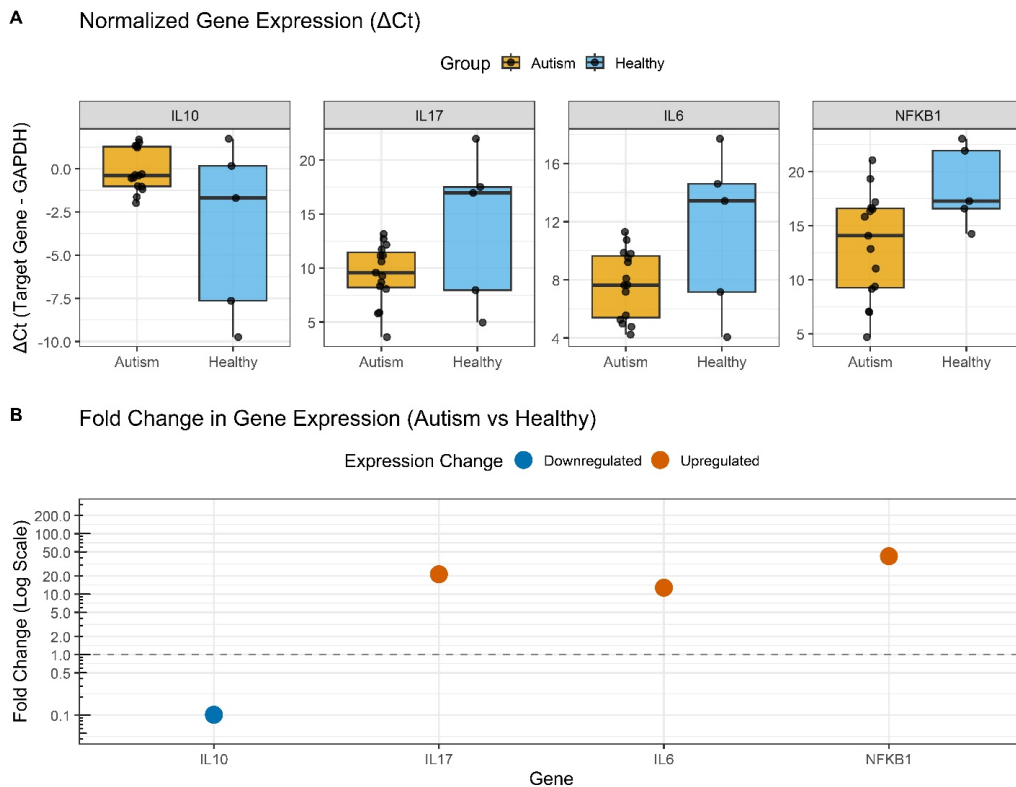 A Normalized Gene Expression (ΔCt)
Group Autism Healthy
IL10 IL17 IL6 NFKB1
ΔCt (Target Gene - GAPDH)
0.0
-2.5
-5.0
-7.5
-10.0
20
15
10
5
16
12
8
4
20
15
10
5
Autism Healthy Autism Healthy Autism Healthy Autism Healthy
B Fold Change in Gene Expression (Autism vs Healthy)
Expression Change Downregulated Upregulated
Fold Change (Log Scale)
200.0
100.0
50.0
20.0
10.0
5.0
2.0
1.0
0.5
0.1
IL10 IL17 IL6 NFKB1
Gene